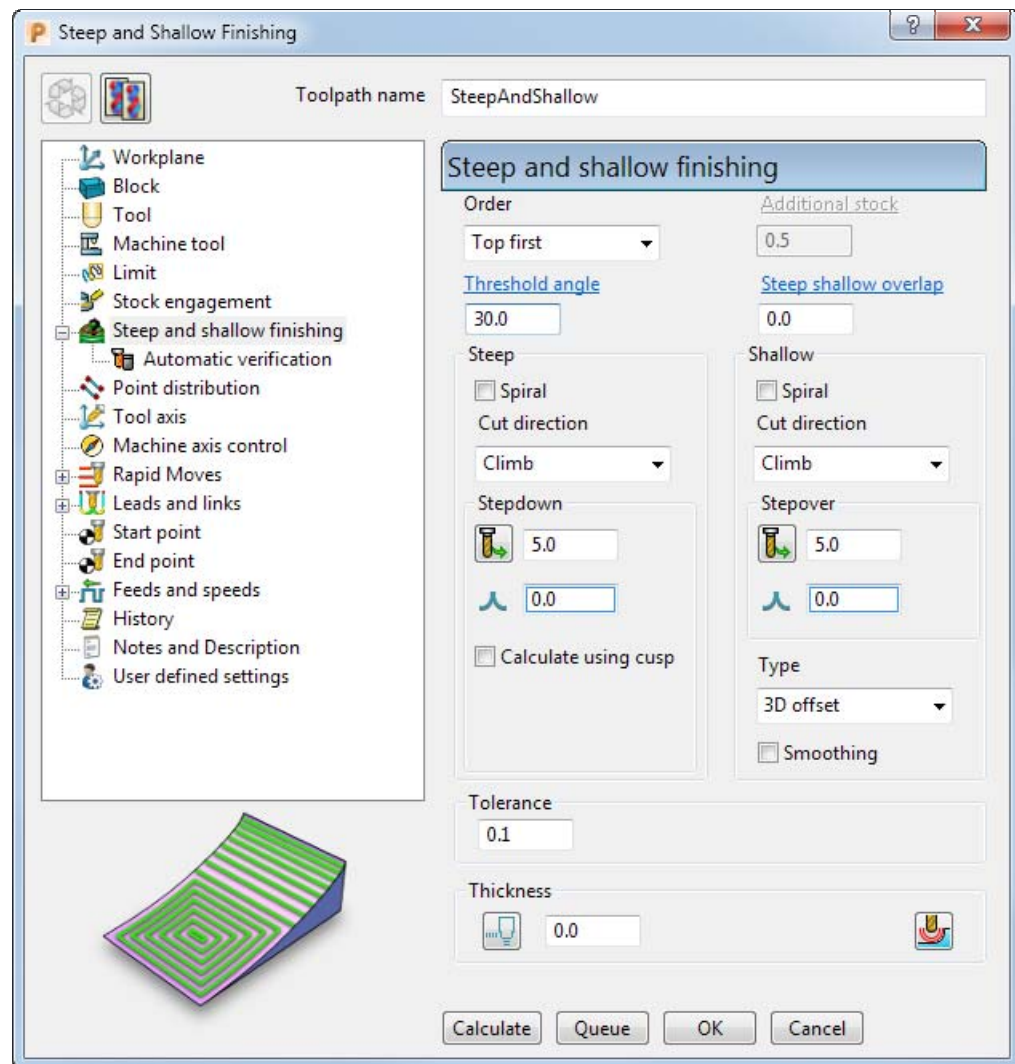 Steep and Shallow Finishing
Toolpath name SteepAndShallow
Workplane
Block
Tool
Machine tool
Limit
Stock engagement
Steep and shallow finishing
Automatic verification
Point distribution
Tool axis
Machine axis control
Rapid Moves
Leads and links
Start point
End point
Feeds and speeds
History
Notes and Description
User defined settings
Steep and shallow finishing
Order Additional stock
Top first 0.5
Threshold angle Steep shallow overlap
30.0 0.0
Steep
Spiral
Cut direction
Climb
Stepdown
5.0
0.0
Calculate using cusp
Shallow
Spiral
Cut direction
Climb
Stepover
5.0
0.0
Type
3D offset
Smoothing
Tolerance
0.1
Thickness
0.0
Calculate Queue OK Cancel